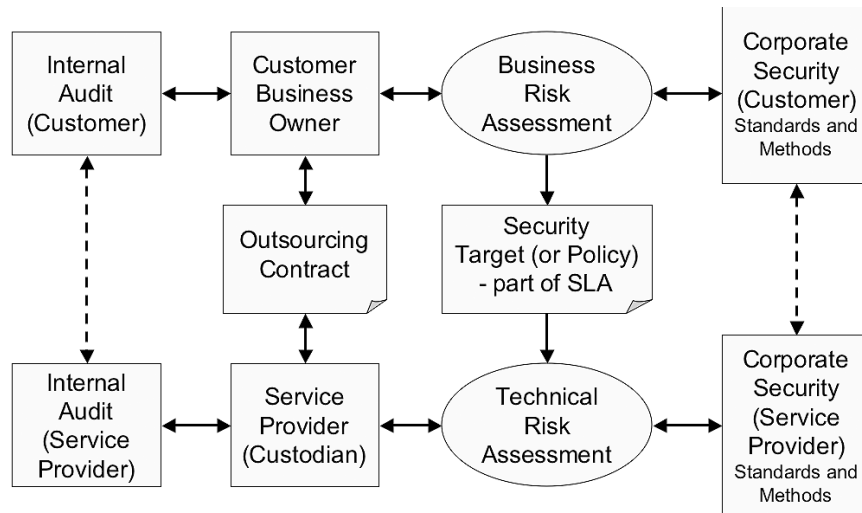 Internal
Audit
(Customer)
Customer
Business
Owner
Business
Risk
Assessment
Corporate
Security
(Customer)
Standards and
Methods
Outsourcing
Contract
Security
Target (or Policy)
- part of SLA
Internal
Audit
(Service
Provider)
Service
Provider
(Custodian)
Technical
Risk
Assessment
Corporate
Security
(Service
Provider)
Standards and
Methods